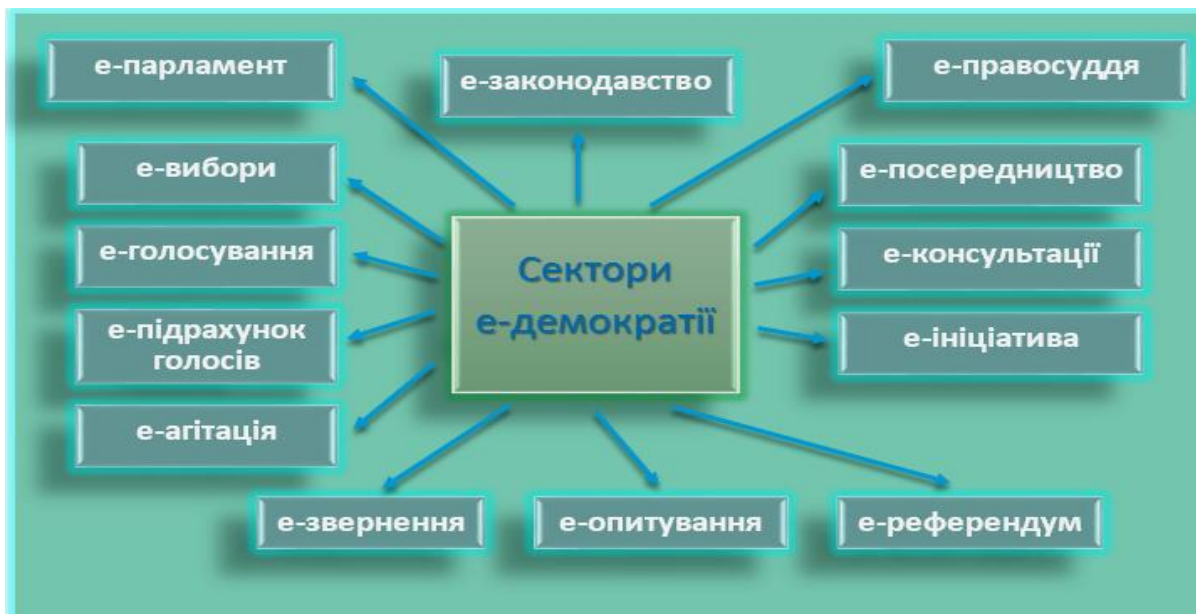 е-парламент
е-законодавство
е-правосуддя
е-вибори
е-посередництво
е-голосування
е-консультації
Сектори
е-демократії
е-підрахунок
голосів
е-ініціатива
е-агітація
е-звернення
е-опитування
е-референдум